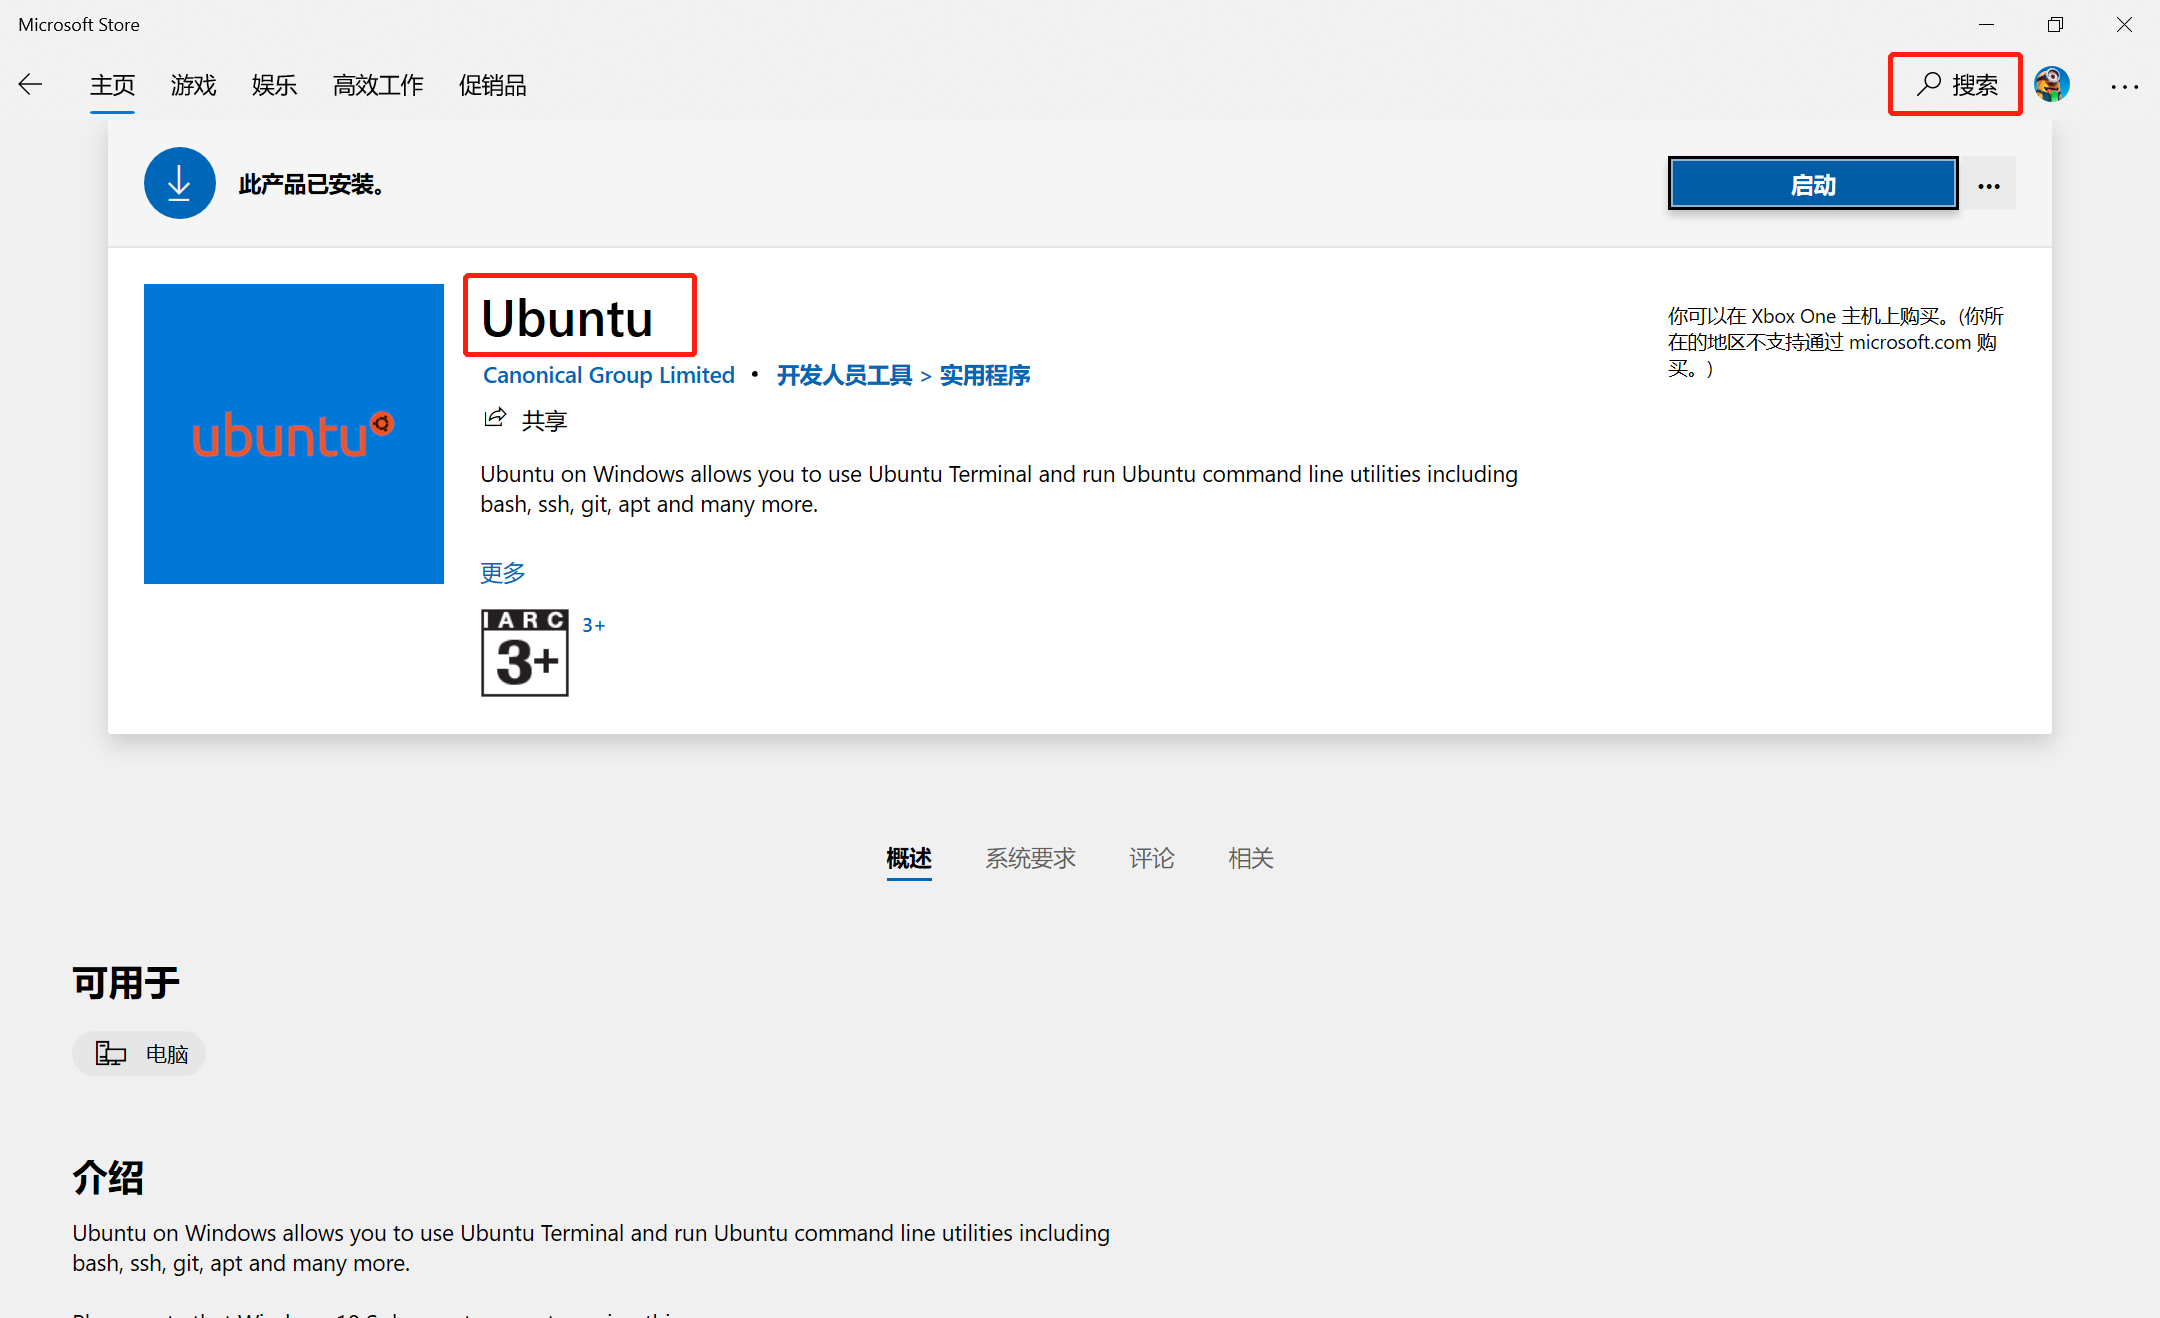 Microsoft Store
主页 游戏 娱乐 高效工作 促销品
搜索
此产品已安装。
启动
ubuntu
Ubuntu
Canonical Group Limited • 开发人员工具 > 实用程序
共享
Ubuntu on Windows allows you to use Ubuntu Terminal and run Ubuntu command line utilities including
bash, ssh, git, apt and many more.
更多
IARC
3+
3+
你可以在 Xbox One 主机上购买。(你所
在的地区不支持通过 microsoft.com 购
买。)
概述 系统要求 评论 相关
可用于
电脑
介绍
Ubuntu on Windows allows you to use Ubuntu Terminal and run Ubuntu command line utilities including
bash, ssh, git, apt and many more.